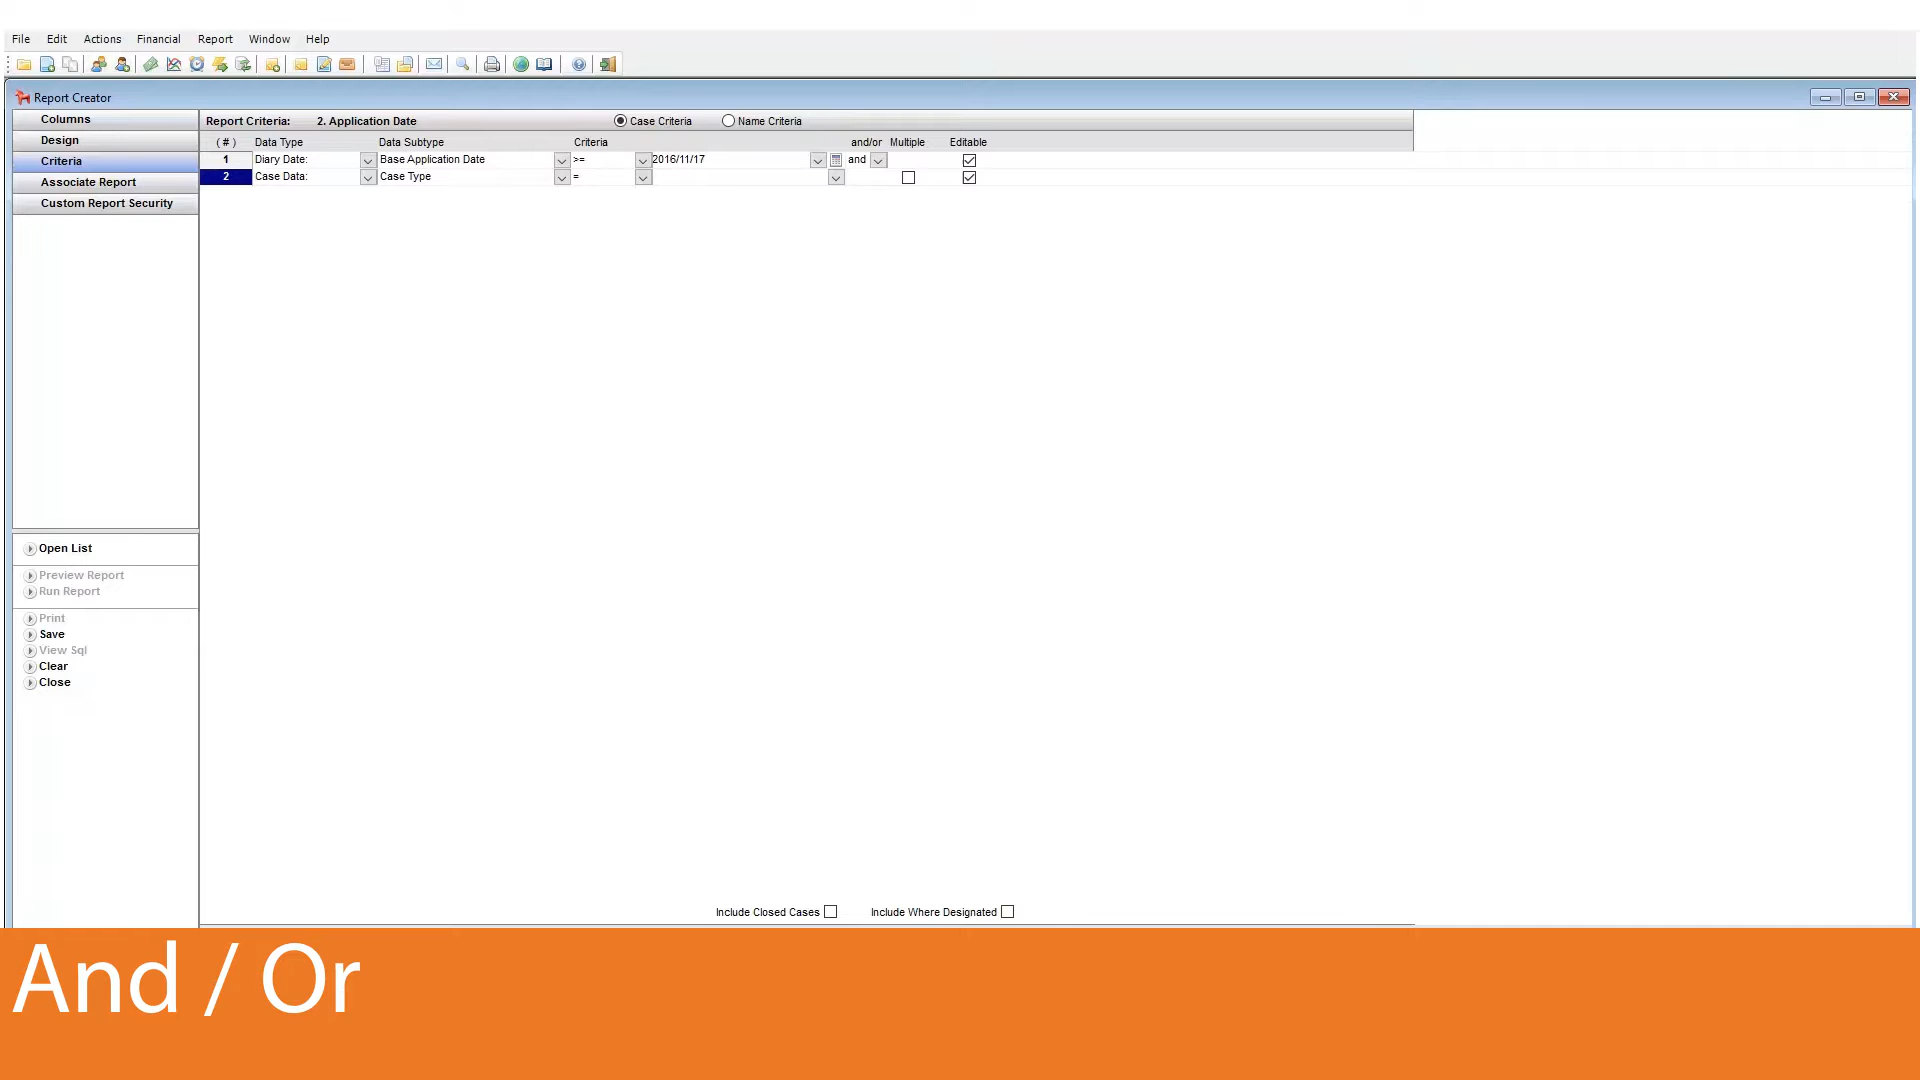 File Edit Actions Financial Report Window Help
Report Creator
Columns
Design
Criteria
Associate Report
Custom Report Security
Report Criteria: 2. Application Date Case Criteria Name Criteria
( # ) Data Type Data Subtype Criteria and/or Multiple Editable
1 Diary Date: Base Application Date >= 2016/11/17 and
2 Case Data: Case Type =
Open List
Preview Report
Run Report
Print
Save
View Sql
Clear
Close
Include Closed Cases Include Where Designated
And / Or